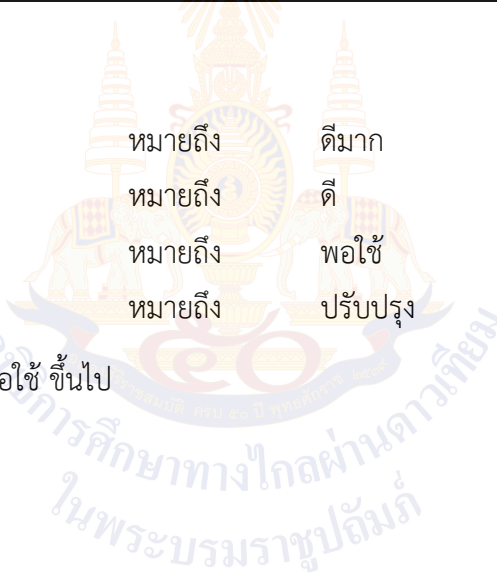 หมายถึง ดีมาก
หมายถึง ดี
หมายถึง พอใช้
หมายถึง ปรับปรุง
อใช้ ขึ้นไป
๕๐
ศึกษาทางไกลผ่านดาวเทียม
ในพระบรมราชูปถัมภ์